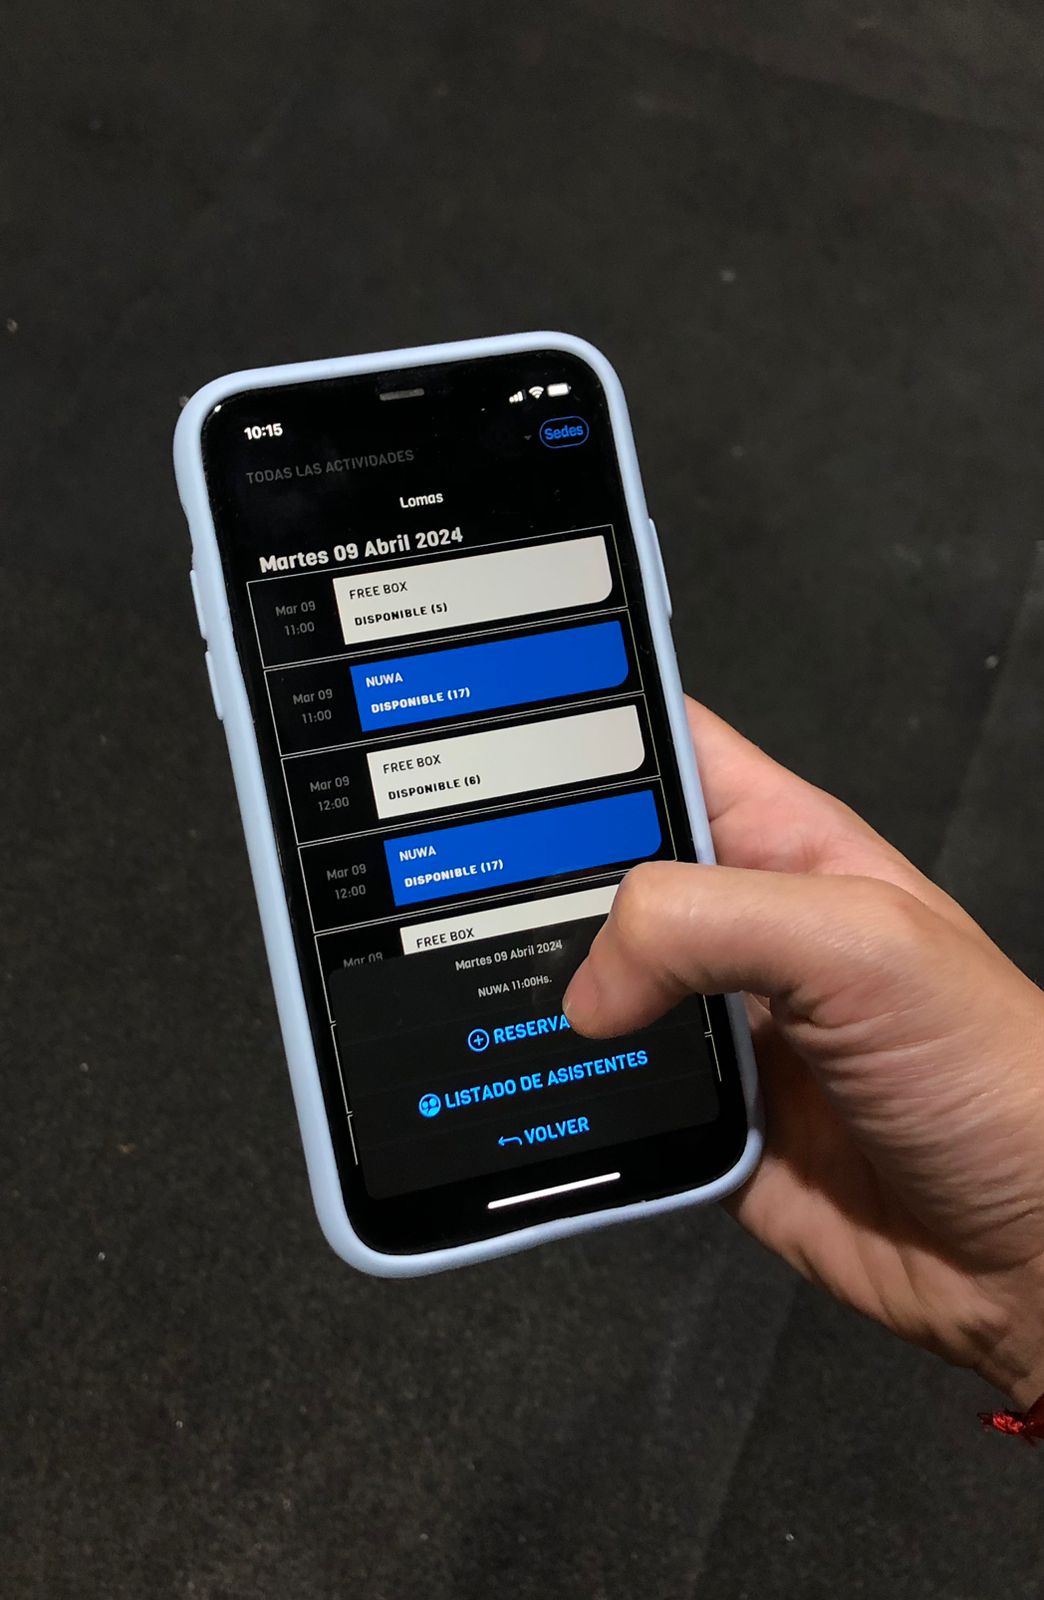 10:15
Sedes
TODAS LAS ACTIVIDADES
Lomas
Martes 09 Abril 2024
Mar 09
11:00
FREE BOX
DISPONIBLE (5)
Mar 09
11:00
NUWA
DISPONIBLE (17)
Mar 09
12:00
FREE BOX
DISPONIBLE (6)
Mar 09
12:00
NUWA
DISPONIBLE (17)
Mar 09
FREE BOX
Martes 09 Abril 2024
NUWA 11:00Hs.
RESERVA
LISTADO DE ASISTENTES
VOLVER